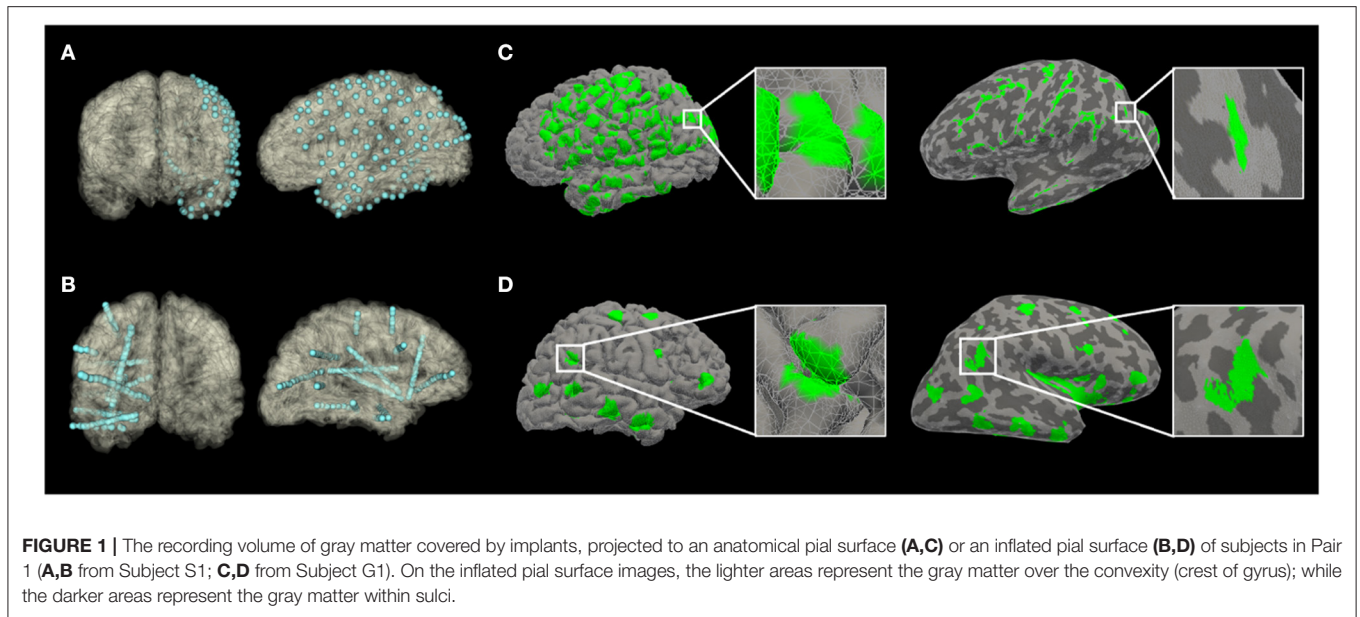 A
C
B
D
FIGURE 1 | The recording volume of gray matter covered by implants, projected to an anatomical pial surface (A,C) or an inflated pial surface (B,D) of subjects in Pair
1 (A,B from Subject S1; C,D from Subject G1). On the inflated pial surface images, the lighter areas represent the gray matter over the convexity (crest of gyrus); while
the darker areas represent the gray matter within sulci.